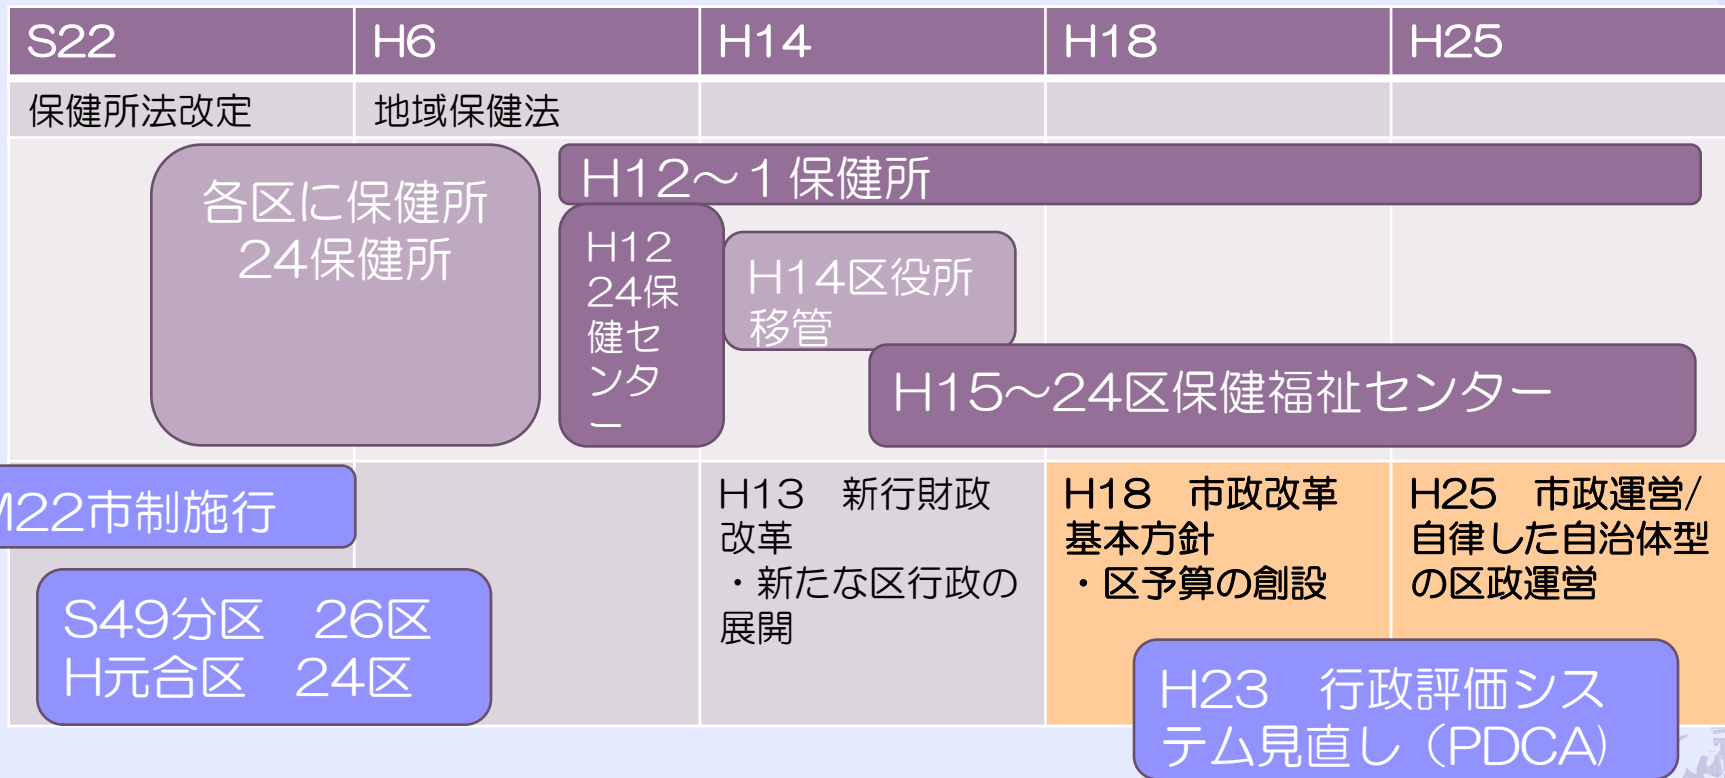 S22
H6
H14
H18
H25
保健所法改定
地域保健法
各区に保健所
24保健所
H12～１保健所
H12
24保
健セ
ンタ
ー
H14区役所
移管
H15～24区保健福祉センター
M22市制施行
S49分区　26区
H元合区　24区
H13　新行財政
改革
・新たな区行政の
展開
H18　市政改革
基本方針
・区予算の創設
H25　市政運営/
自律した自治体型
の区政運営
H23　行政評価シス
テム見直し（PDCA)